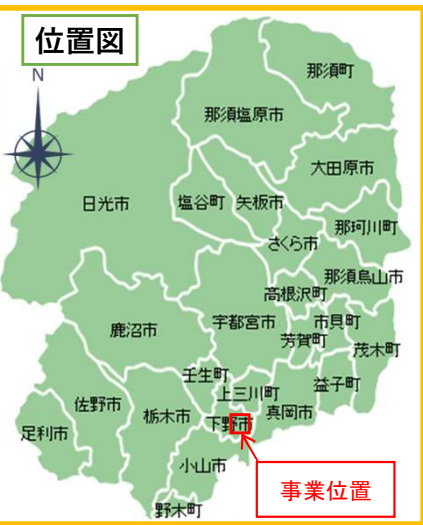 位置図
N
那須町
那須塩原市
大田原市
日光市
塩谷町
矢板市
那珂川町
さくら市
那須烏山市
高根沢町
鹿沼市
宇都宮市
市貝町
芳賀町
茂木町
壬生町
上三川町
益子町
佐野市
栃木市
下野市
真岡市
足利市
小山市
事業位置
野木町